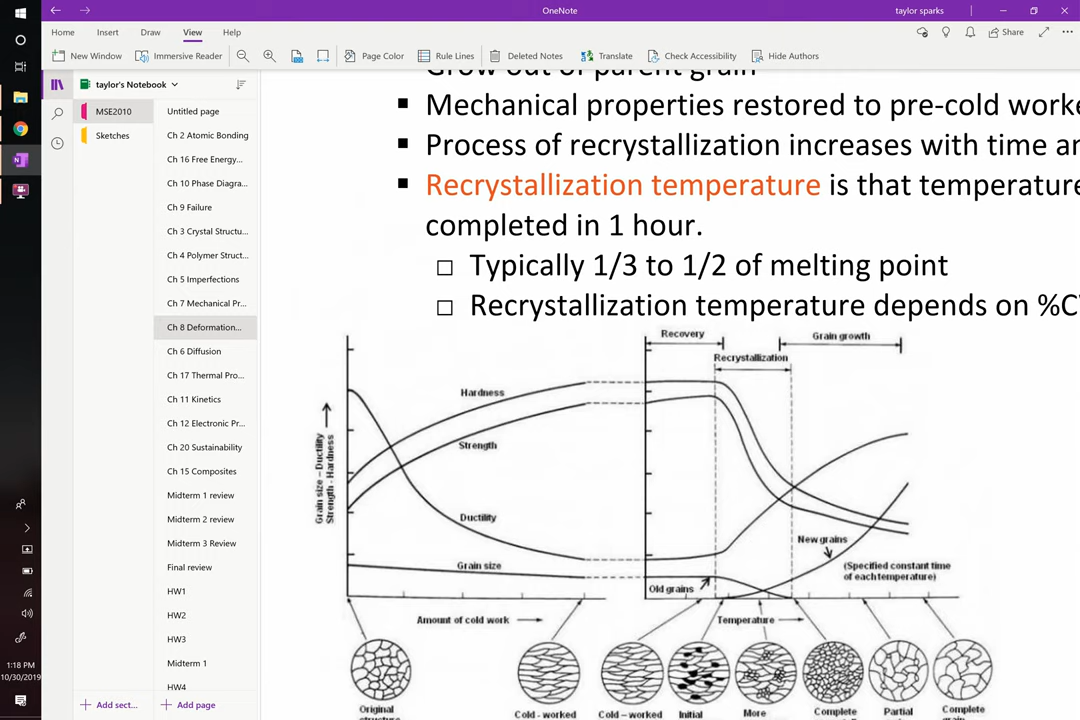 OneNote
taylor sparks
Home
Insert
Draw
View
Help
Share
New Window
Immersive Reader
Page Color
Rule Lines
Deleted Notes
Translate
Check Accessibility
Hide Authors
taylor's Notebook
MSE2010
Sketches
Untitled page
Ch 2 Atomic Bonding
Ch 16 Free Energy...
Ch 10 Phase Diagra...
Ch 9 Failure
Ch 3 Crystal Structu...
Ch 4 Polymer Struct...
Ch 5 Imperfections
Ch 7 Mechanical Pr...
Ch 8 Deformation...
Ch 6 Diffusion
Ch 17 Thermal Pro...
Ch 11 Kinetics
Ch 12 Electronic Pr...
Ch 20 Sustainability
Ch 15 Composites
Midterm 1 review
Midterm 2 review
Midterm 3 Review
Final review
HW1
HW2
HW3
Midterm 1
HW4
Add sect...
Add page
1:18 PM
10/30/2019
Grow out of parent grain
Mechanical properties restored to pre-cold worke
Process of recrystallization increases with time an
Recrystallization temperature is that temperature
completed in 1 hour.
Typically 1/3 to 1/2 of melting point
Recrystallization temperature depends on %C
Grain size - Ductility
Strength - Hardness
Hardness
Strength
Ductility
Grain size
Amount of cold work
Recovery
Recrystallization
Grain growth
New grains
(Specified constant time
of each temperature)
Old grains
Temperature
Original
Cold - worked
Cold - worked
Initial
More
Complete
Partial
Complete